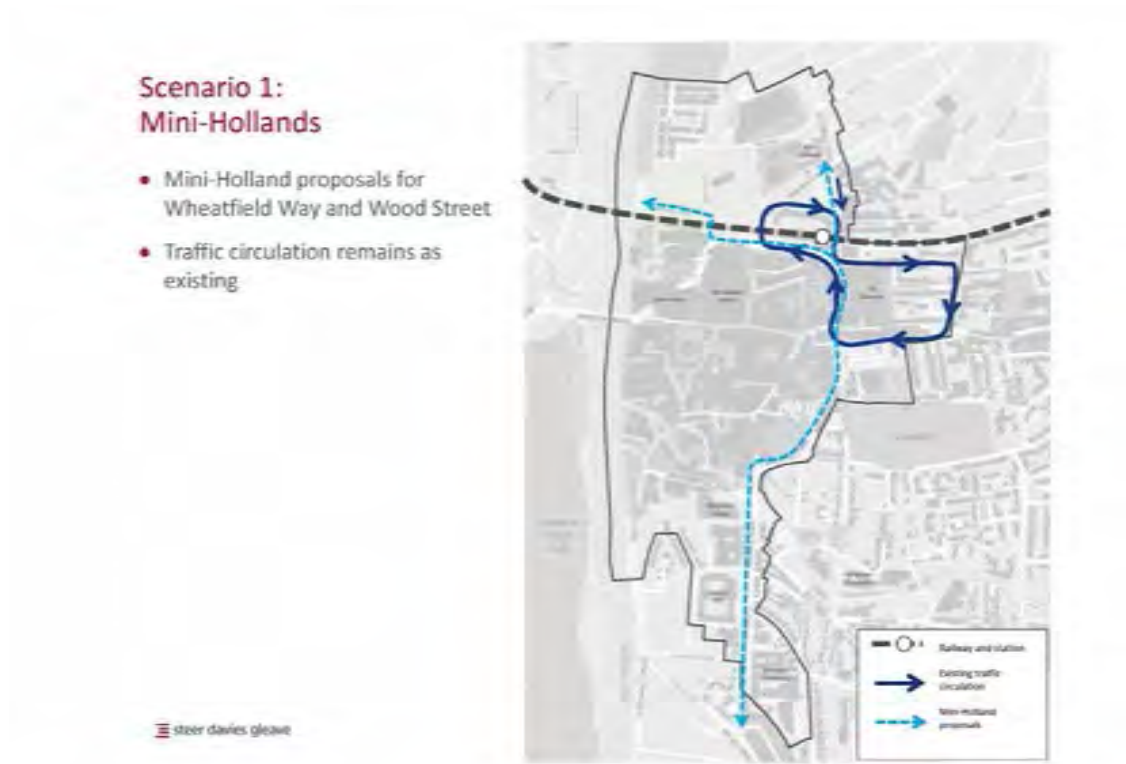 Scenario 1:
Mini-Hollands
• Mini-Holland proposals for
Wheatfield Way and Wood Street
• Traffic circulation remains as
existing
Railway and station
Existing traffic
circulation
Mini-Holland
proposals
steer davies gleave